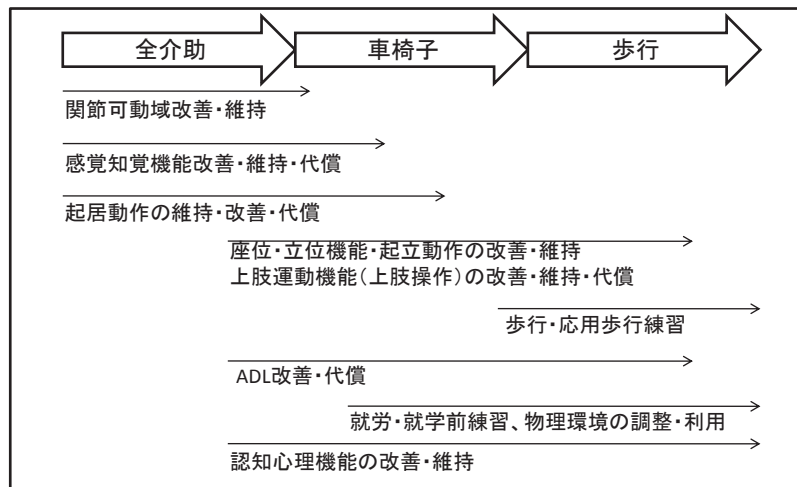 全介助
車椅子
歩行
関節可動域改善・維持
感覚知覚機能改善・維持・代償
起居動作の維持・改善・代償
座位・立位機能・起立動作の改善・維持
上肢運動機能(上肢操作)の改善・維持・代償
歩行・応用歩行練習
ADL改善・代償
就労・就学前練習、物理環境の調整・利用
認知心理機能の改善・維持